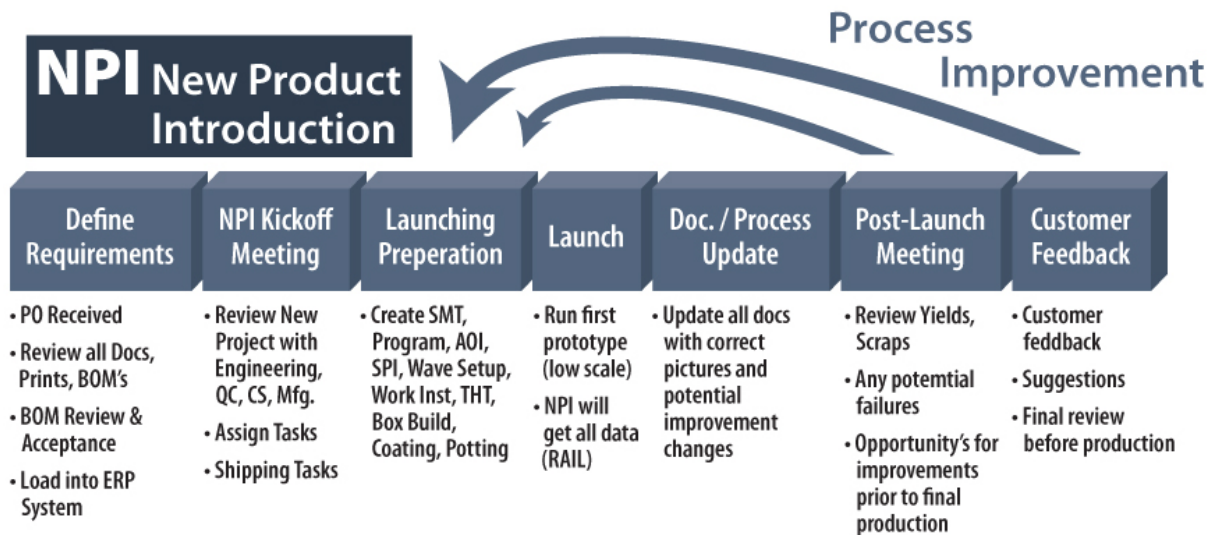 NPI New Product
Introduction
Process
Improvement
Define
Requirements
• PO Received
• Review all Docs,
Prints, BOM's
• BOM Review &
Acceptance
• Load into ERP
System
NPI Kickoff
Meeting
• Review New
Project with
Engineering,
QC, CS, Mfg.
• Assign Tasks
• Shipping Tasks
Launching
Preperation
• Create SMT,
Program, AOI,
SPI, Wave Setup,
Work Inst, THT,
Box Build,
Coating, Potting
Launch
• Run first
prototype
(low scale)
• NPI will
get all data
(RAIL)
Doc. / Process
Update
• Update all docs
with correct
pictures and
potential
improvement
changes
Post-Launch
Meeting
• Review Yields,
Scraps
• Any potemtial
failures
• Opportunity's for
improvements
prior to final
production
Customer
Feedback
• Customer
feddback
• Suggestions
• Final review
before production